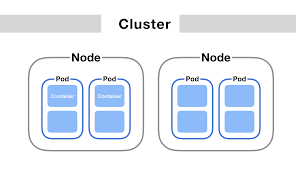 Cluster
Node Node
Pod Pod Pod Pod
Container Container